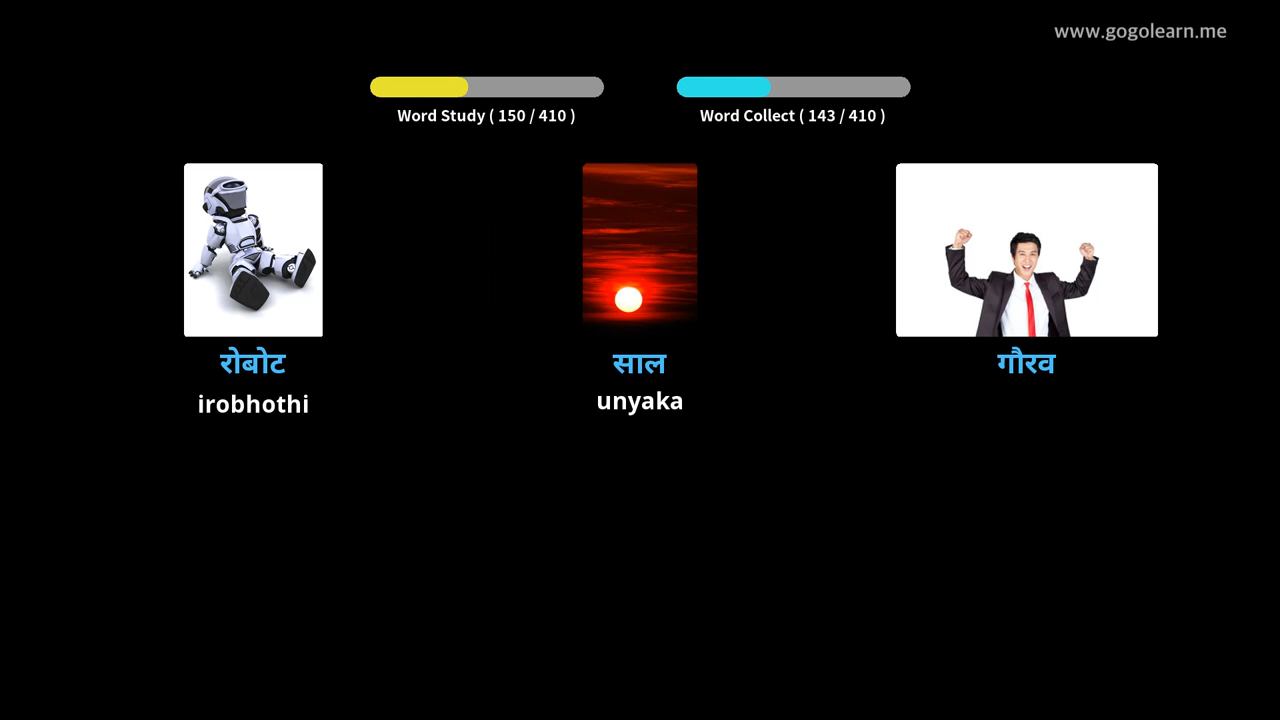 www.gogolearn.me
Word Study ( 150 / 410 )
Word Collect ( 143 / 410 )
रोबोट
irobhothi
साल
unyaka
गौरव